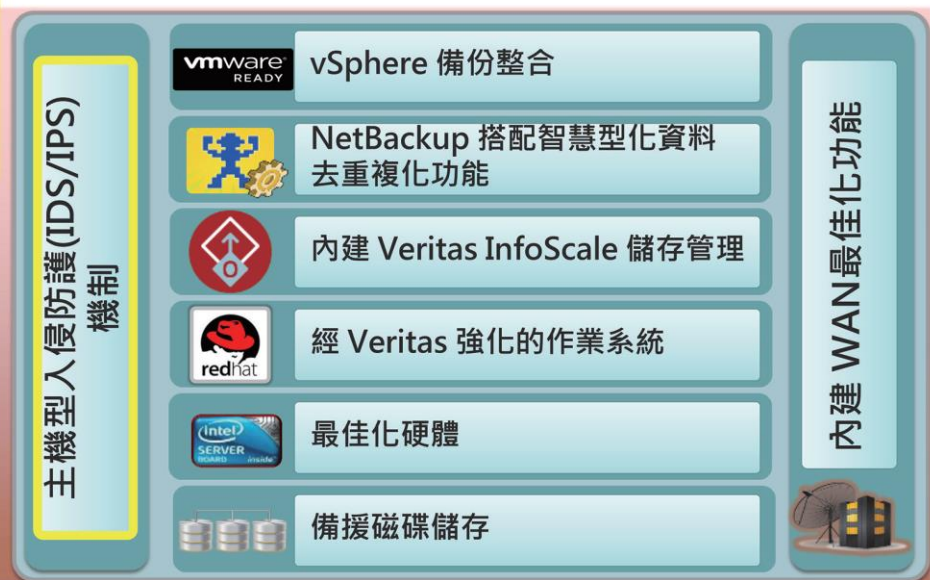 主機型入侵防護(IDS/IPS)
機制
vmware
READY
vSphere 備份整合
NetBackup 搭配智慧型化資料
去重複化功能
O
內建 Veritas InfoScale 儲存管理
redhat
經 Veritas 強化的作業系統
intel
SERVER
BOARD inside
最佳化硬體
備援磁碟儲存
內建 WAN最佳化功能